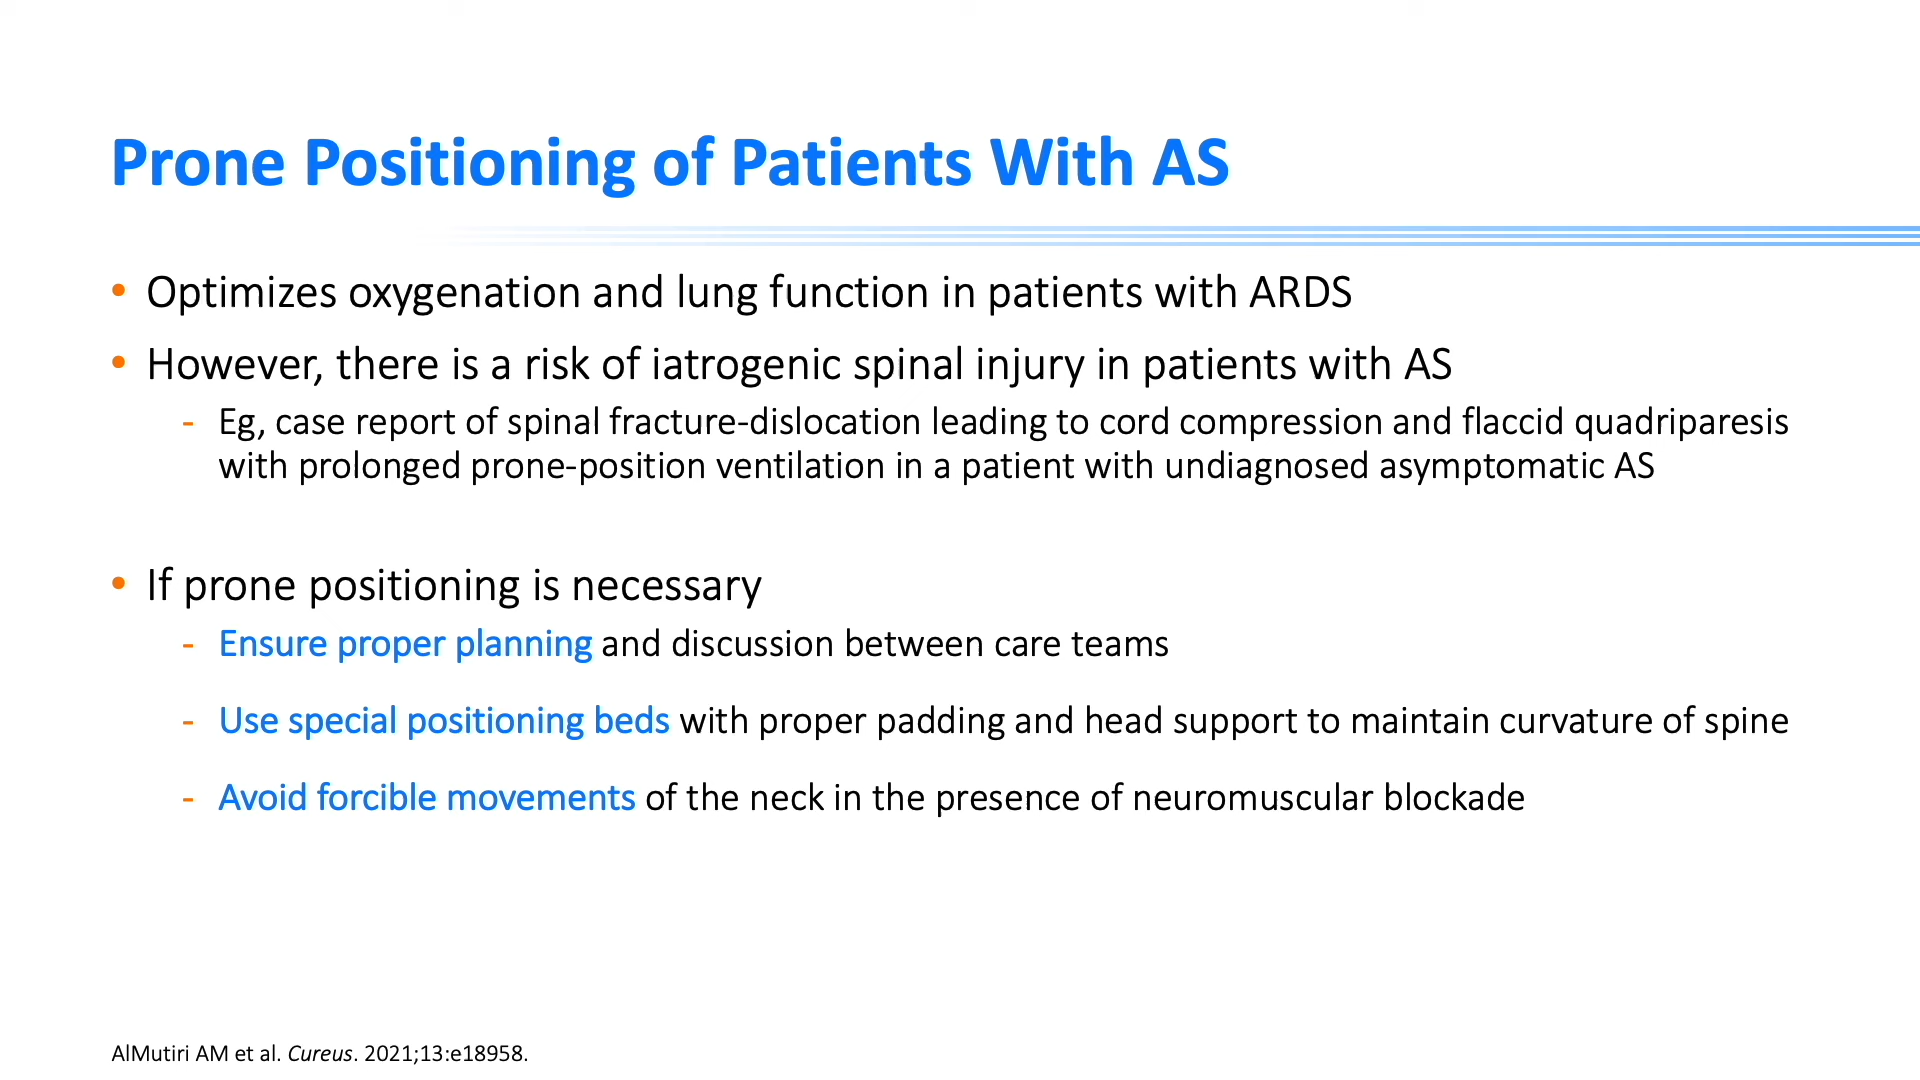 Prone Positioning of Patients With AS
• Optimizes oxygenation and lung function in patients with ARDS
• However, there is a risk of iatrogenic spinal injury in patients with AS
- Eg, case report of spinal fracture-dislocation leading to cord compression and flaccid quadriparesis
with prolonged prone-position ventilation in a patient with undiagnosed asymptomatic AS
• If prone positioning is necessary
- Ensure proper planning and discussion between care teams
- Use special positioning beds with proper padding and head support to maintain curvature of spine
- Avoid forcible movements of the neck in the presence of neuromuscular blockade
AlMutiri AM et al. Cureus. 2021;13:e18958.